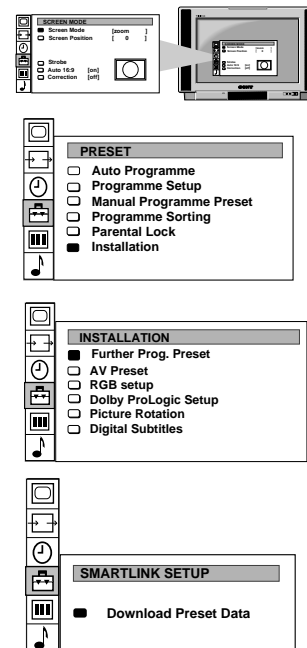 SCREEN MODE
Screen Mode [zoom ]
Screen Position [ 0 ]
Strobe
Auto 16:9 [on]
Correction [off]
SONY
PRESET
Auto Programme
Programme Setup
Manual Programme Preset
Programme Sorting
Parental Lock
Installation
INSTALLATION
Further Prog. Preset
AV Preset
RGB setup
Dolby ProLogic Setup
Picture Rotation
Digital Subtitles
SMARTLINK SETUP
Download Preset Data